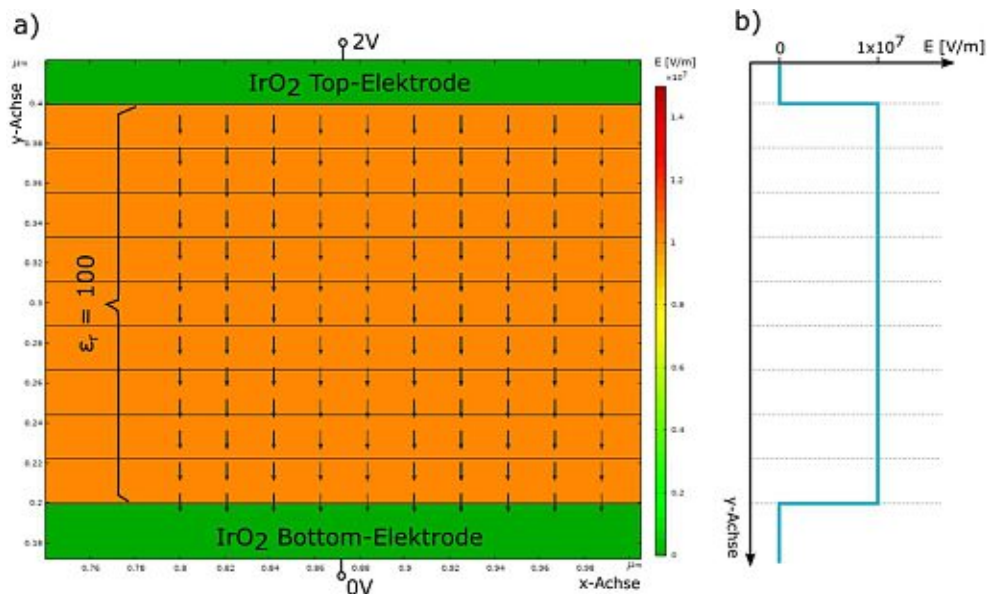 a)
2V
b)
0
1x10⁷
E [V/m]
µm
IrO₂ Top-Elektrode
E [V/m]
x10⁷
y-Achse
0.4
0.38
0.36
0.34
0.32
0.3
0.28
0.26
0.24
0.22
0.2
0.18
εᵣ = 100
1.4
1.2
1
0.8
0.6
0.4
0.2
0
IrO₂ Bottom-Elektrode
0.76
0.78
0.8
0.82
0.84
0.86
0.88
0.9
0.92
0.94
0.96
0.98
µm
0V
x-Achse
y-Achse